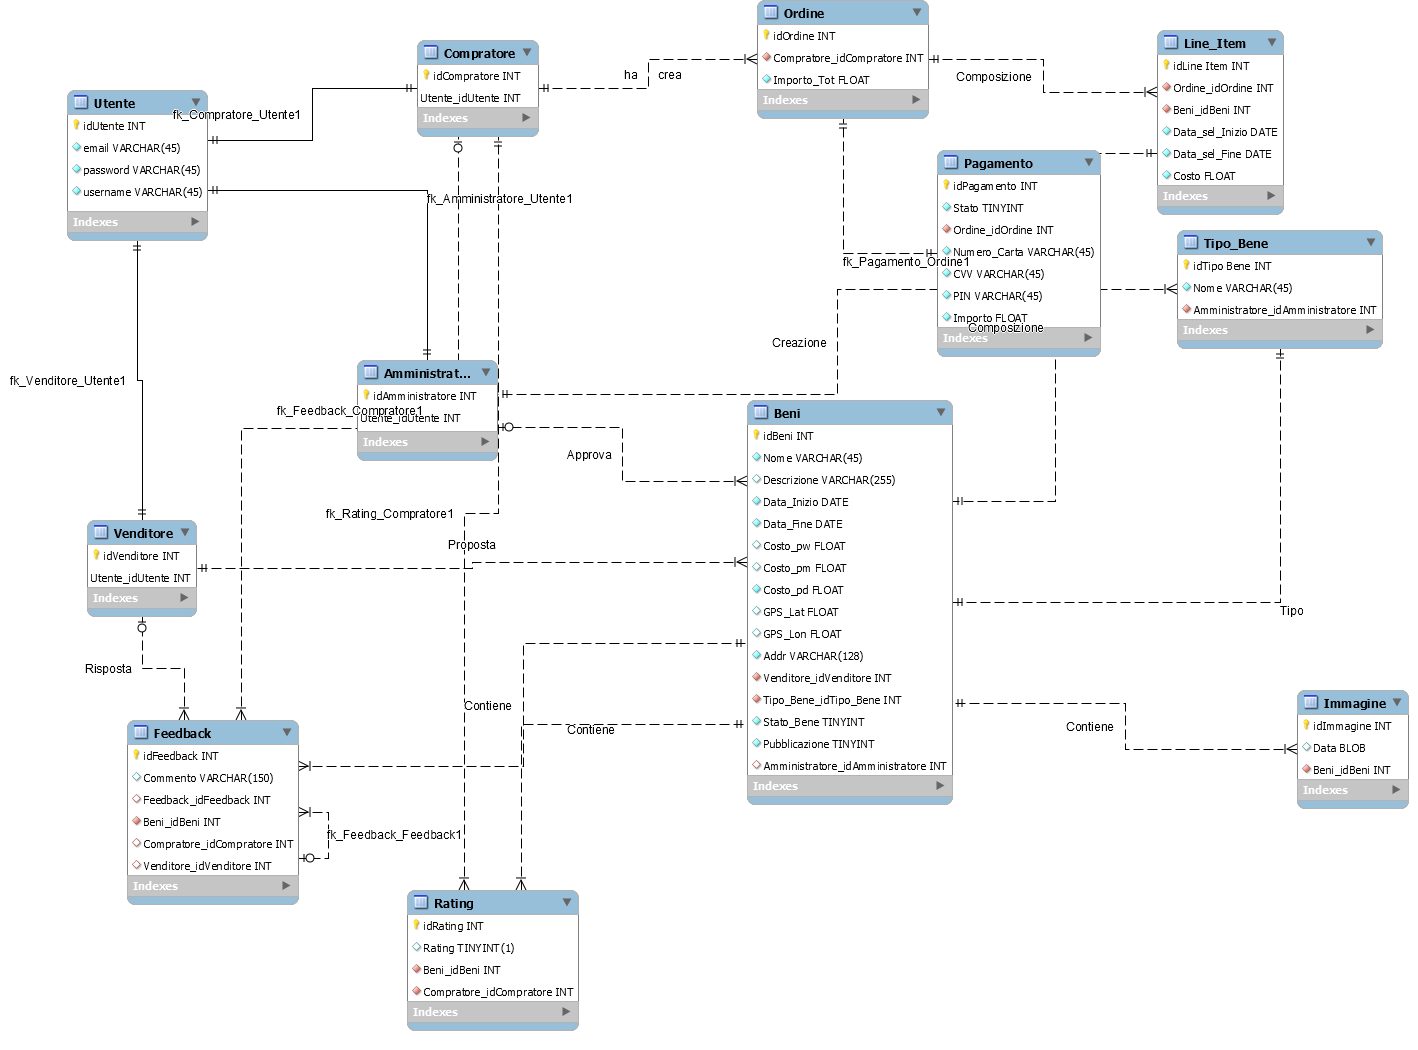 Utente
idUtente INT
email VARCHAR(45)
password VARCHAR(45)
username VARCHAR(45)
Indexes
fk_Compratore_Utente1
Compratore
idCompratore INT
Utente_idUtente INT
Indexes
ha
crea
Ordine
idOrdine INT
Compratore_idCompratore INT
Importo_Tot FLOAT
Indexes
Composizione
Line_Item
idLine Item INT
Ordine_idOrdine INT
Beni_idBeni INT
Data_sel_Inizio DATE
Data_sel_Fine DATE
Costo FLOAT
Indexes
fk_Amministratore_Utente1
Pagamento
idPagamento INT
Stato TINYINT
Ordine_idOrdine INT
Numero_Carta VARCHAR(45)
CVV VARCHAR(45)
PIN VARCHAR(45)
Importo FLOAT
Indexes
fk_Pagamento_Ordine1
Composizione
Tipo_Bene
idTipo Bene INT
Nome VARCHAR(45)
Amministratore_idAmministratore INT
Indexes
Creazione
fk_Venditore_Utente1
Amministrat...
idAmministratore INT
Utente_idUtente INT
Indexes
fk_Feedback_Compratore1
Approva
Beni
idBeni INT
Nome VARCHAR(45)
Descrizione VARCHAR(255)
Data_Inizio DATE
Data_Fine DATE
Costo_pw FLOAT
Costo_pm FLOAT
Costo_pd FLOAT
GPS_Lat FLOAT
GPS_Lon FLOAT
Addr VARCHAR(128)
Venditore_idVenditore INT
Tipo_Bene_idTipo_Bene INT
Stato_Bene TINYINT
Pubblicazione TINYINT
Amministratore_idAmministratore INT
Indexes
fk_Rating_Compratore1
Proposta
Venditore
idVenditore INT
Utente_idUtente INT
Indexes
Tipo
Risposta
Contiene
Contiene
Contiene
Immagine
idImmagine INT
Data BLOB
Beni_idBeni INT
Indexes
Feedback
idFeedback INT
Commento VARCHAR(150)
Feedback_idFeedback INT
Beni_idBeni INT
Compratore_idCompratore INT
Venditore_idVenditore INT
Indexes
fk_Feedback_Feedback1
Rating
idRating INT
Rating TINYINT(1)
Beni_idBeni INT
Compratore_idCompratore INT
Indexes